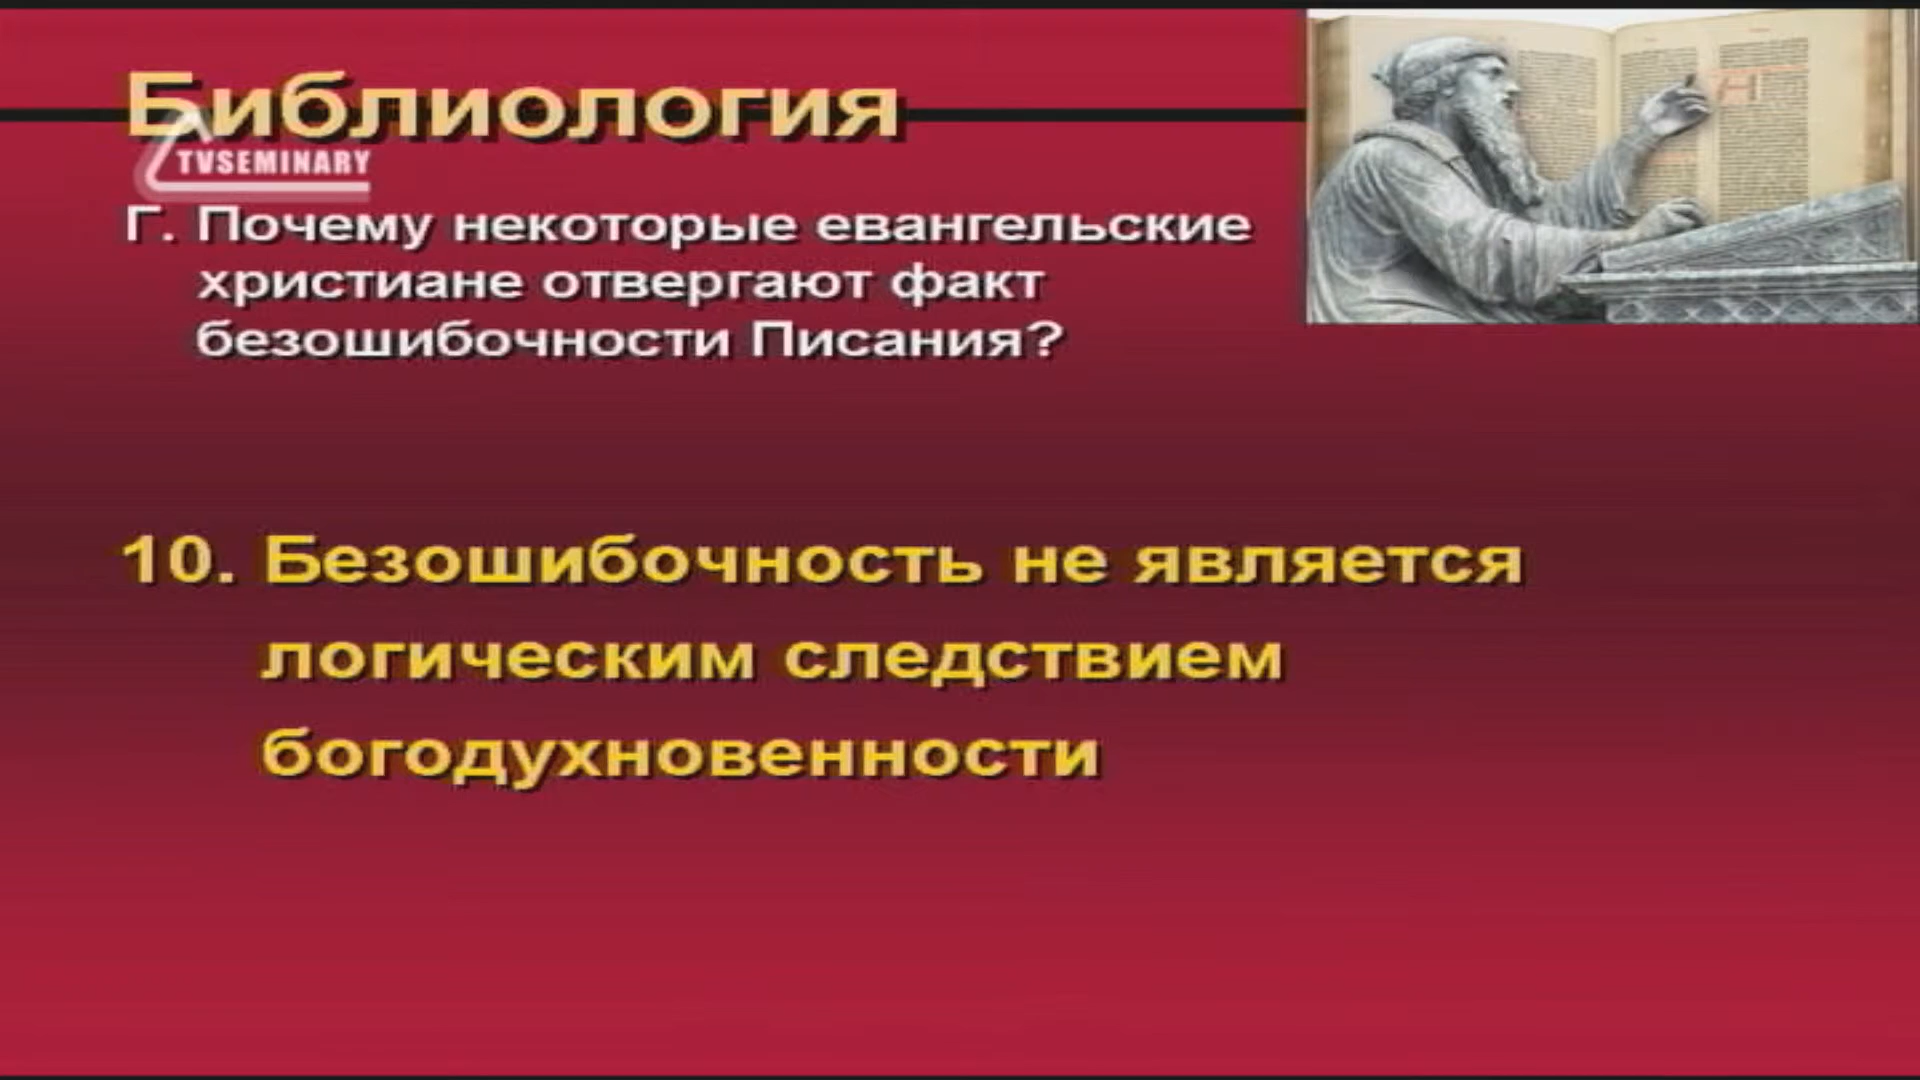 Библиология
TVSEMINARY
Г. Почему некоторые евангельские
христиане отвергают факт
безошибочности Писания?
10. Безошибочность не является
логическим следствием
богодухновенности